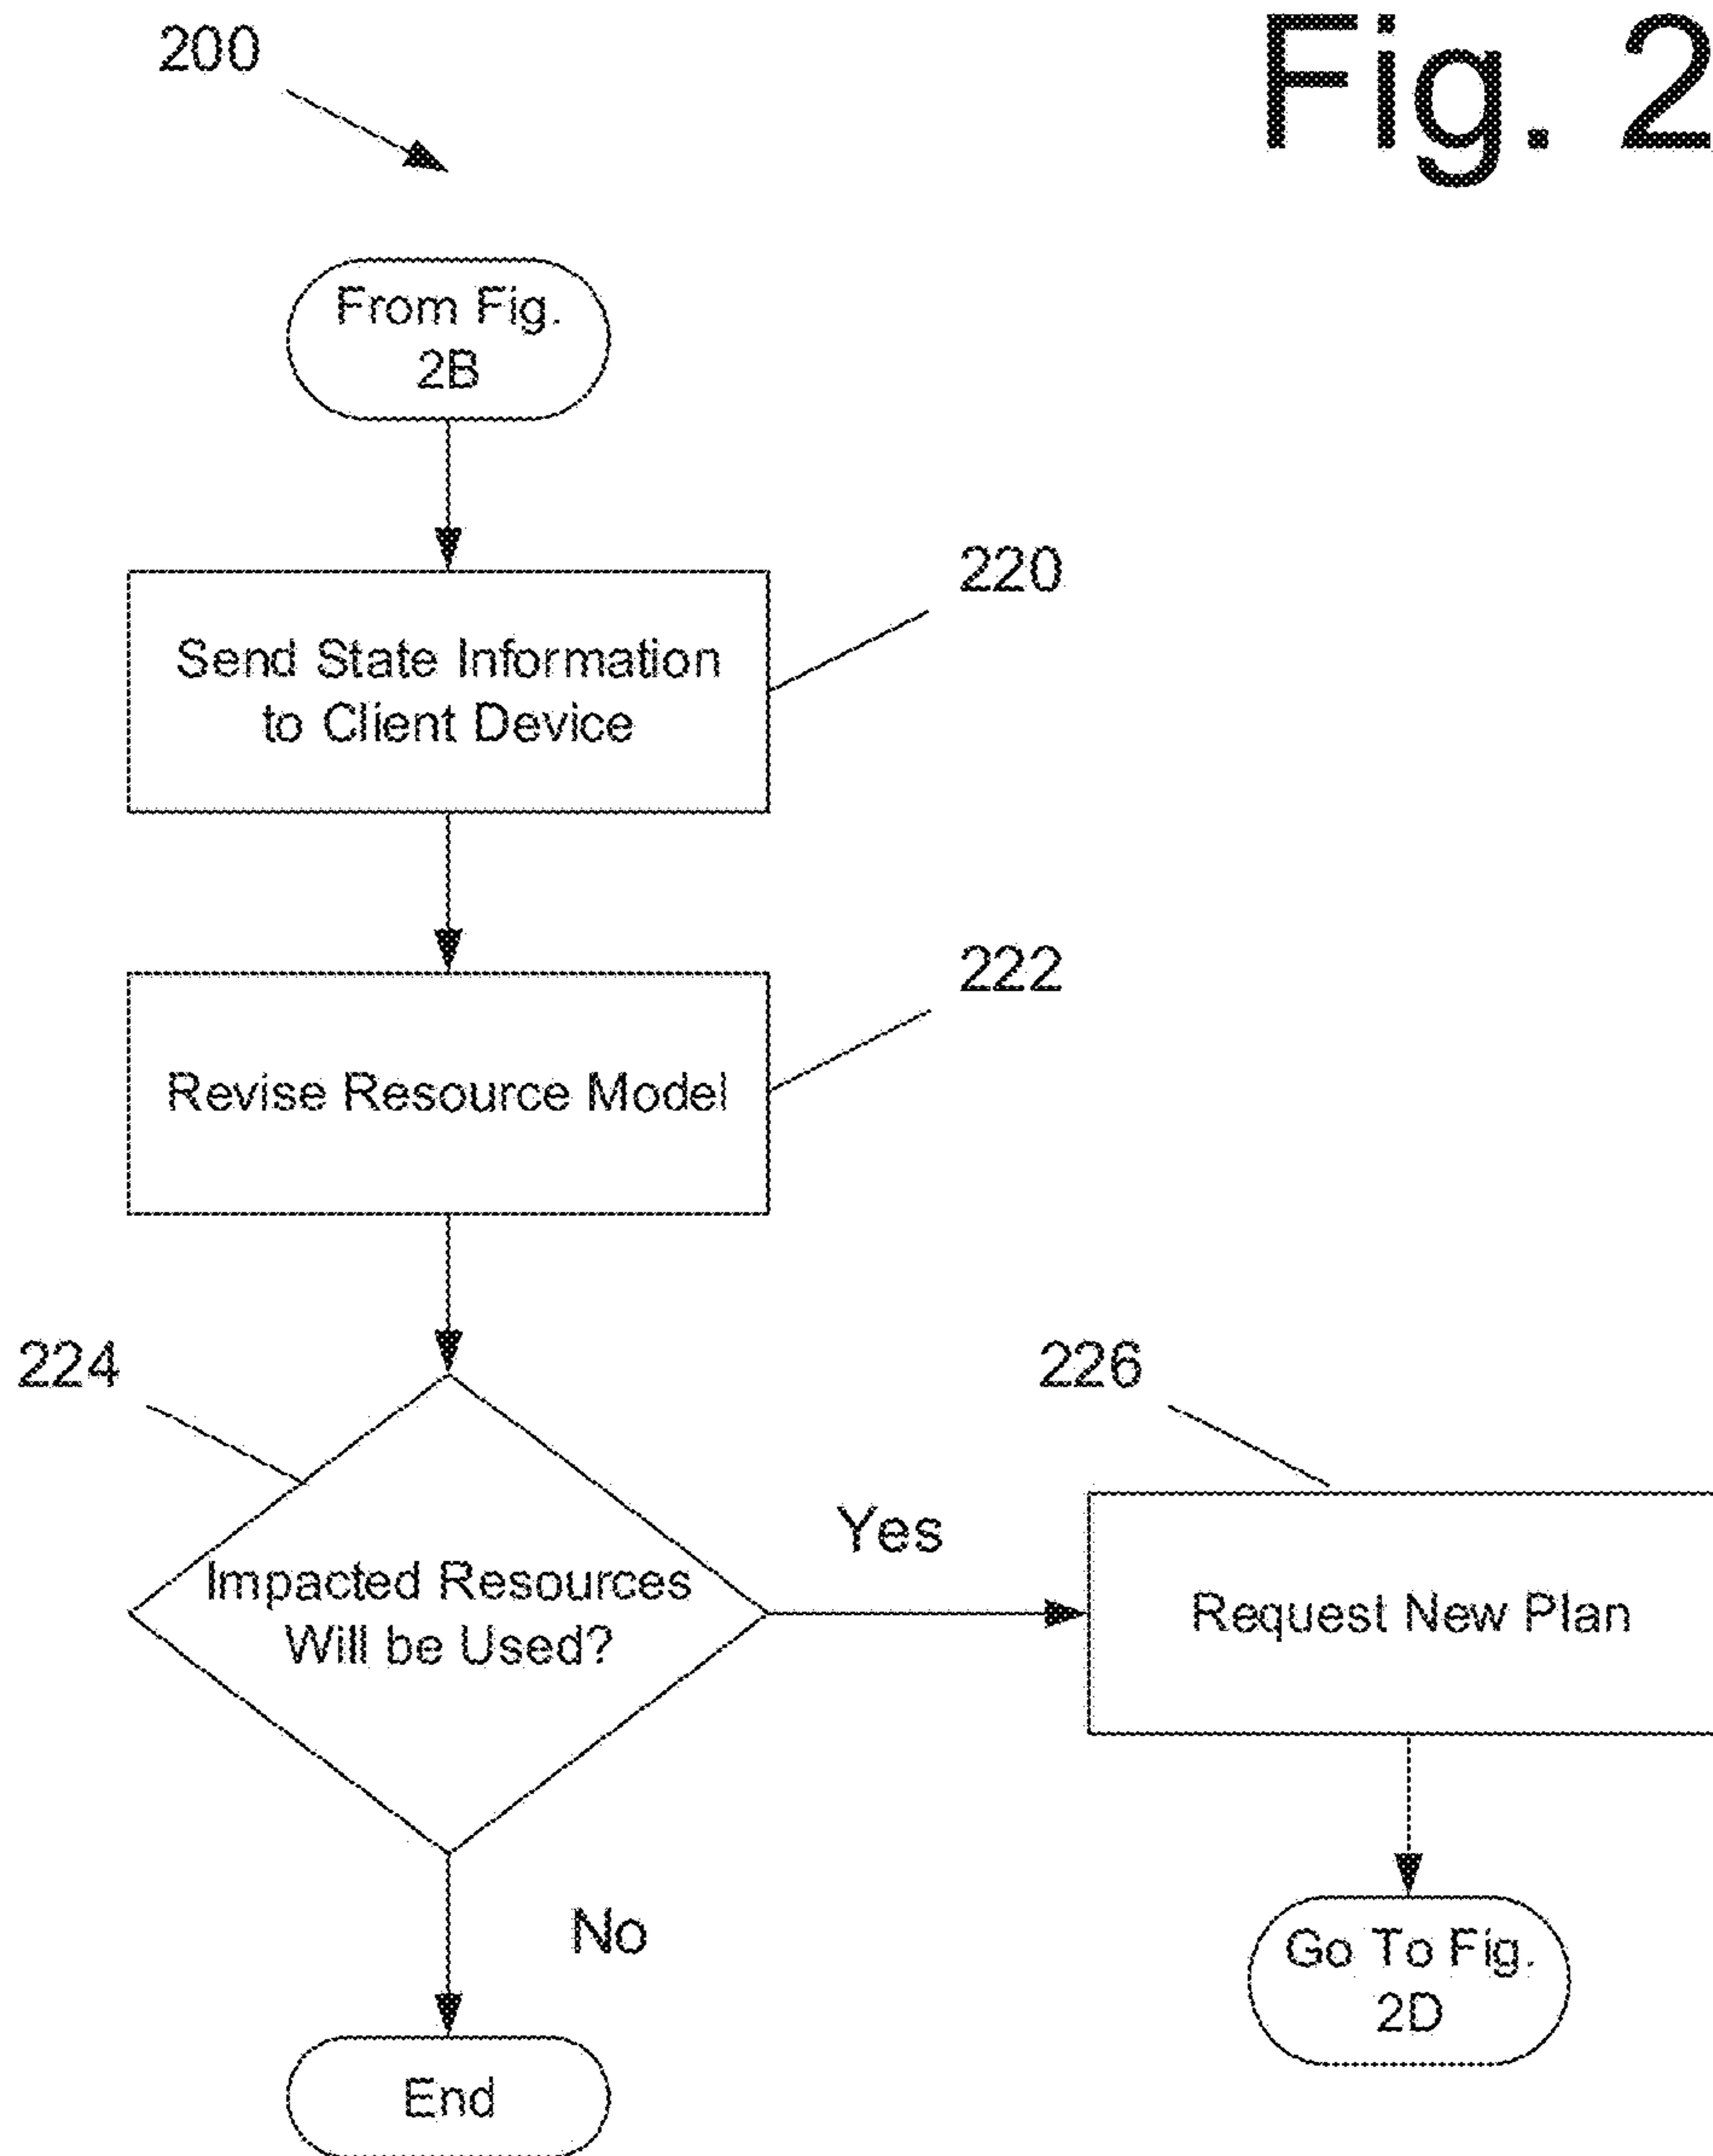 200
Fig. 2
From Fig.
2B
220
Send State Information
to Client Device
222
Revise Resource Model
224
226
Impacted Resources
Will be Used?
Yes
Request New Plan
No
Go To Fig.
2D
End